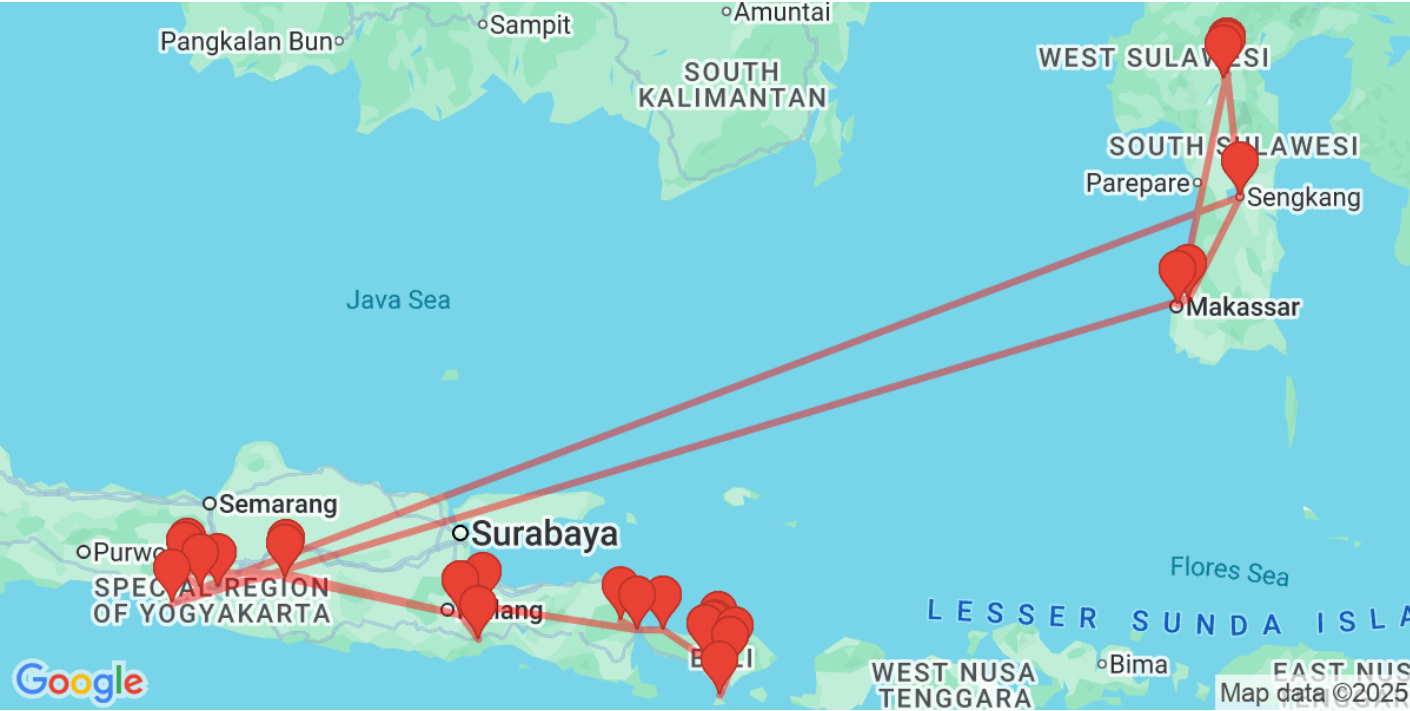 Amuntai
Sampit
Pangkalan Bun
WEST SULAWESI
SOUTH
KALIMANTAN
SOUTH SULAWESI
Parepare
Sengkang
Java Sea
Makassar
Semarang
Surabaya
Purwo
SPECIAL REGION
OF YOGYAKARTA
Flores Sea
LESSER SUNDA ISLA
BALI
Bima
WEST NUSA
TENGGARA
EAST NUS
Google
Map data ©2025